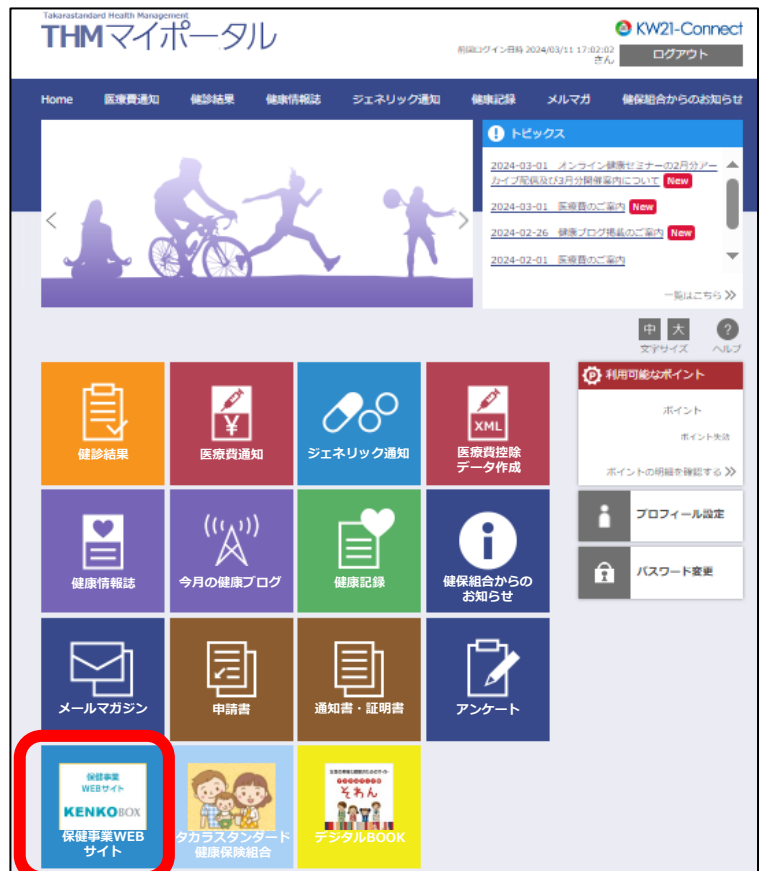 Takarastandard Health Management
THMマイポータル
KW21-Connect
前回ログイン日時 2024/03/11 17:02:02
さん
ログアウト
Home 医療費通知 健診結果 健康情報誌 ジェネリック通知 健康記録 メルマガ 健保組合からのお知らせ
トピックス
2024-03-01 オンライン健康セミナーの2月分アー
カイブ配信及び3月分開催案内について New
2024-03-01 医療費のご案内 New
2024-02-26 健康ブログ掲載のご案内 New
2024-02-01 医療費のご案内
一覧はこちら
中 大 ?
文字サイズ ヘルプ
健診結果
¥
医療費通知
ジェネリック通知
XML
医療費控除
データ作成
P 利用可能なポイント
ポイント
ポイント失効
ポイントの明細を確認する
健康情報誌
今月の健康ブログ
健康記録
健保組合からの
お知らせ
プロフィール設定
パスワード変更
メールマガジン
申請書
通知書・証明書
アンケート
保健事業
WEBサイト
KENKOBOX
保健事業WEB
サイト
タカラスタンダード
健康保険組合
それん
デジタルBOOK